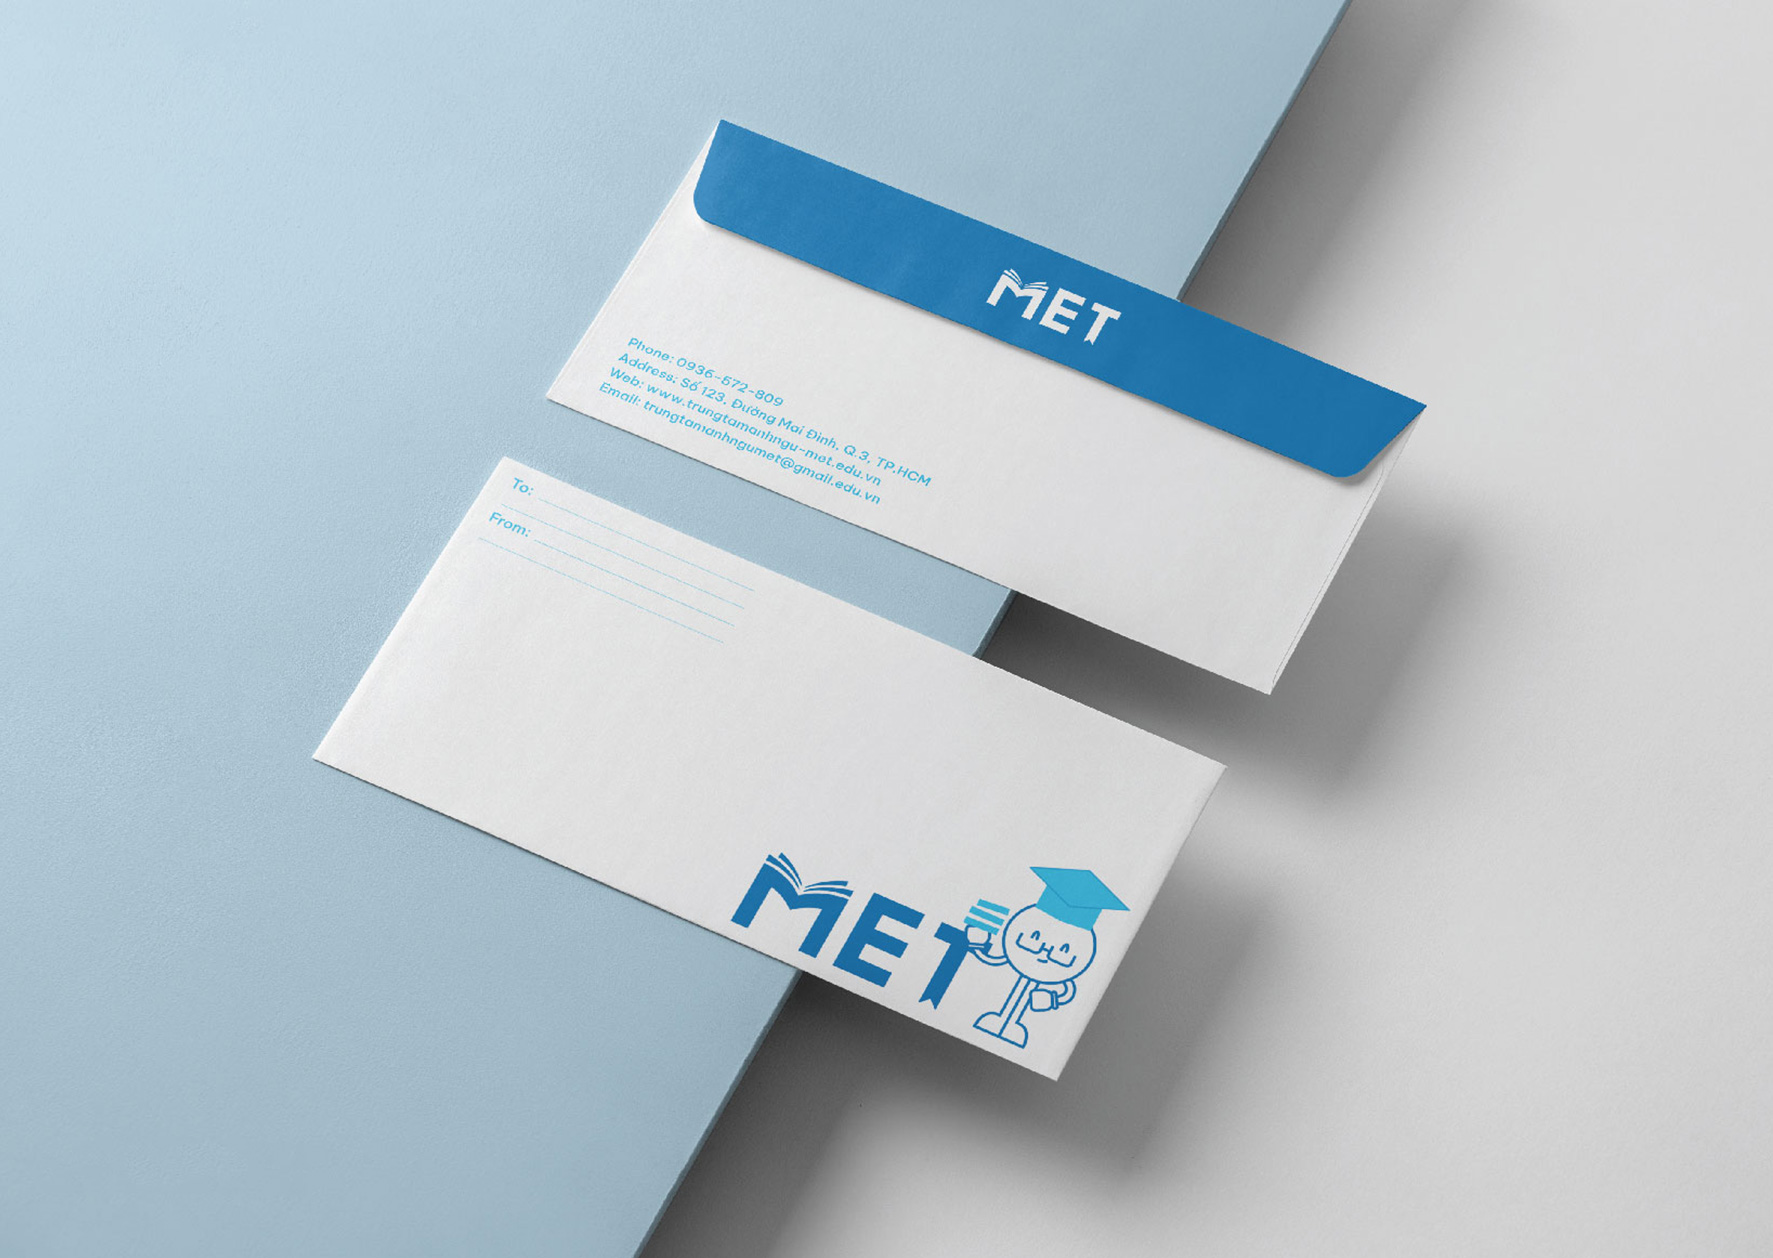 MET
Phone: 0936-572-809
Address: Số 123, Đường Mai Đình, Q.3, TP.HCM
Web: www.trungtamanhngu-met.edu.vn
Email: trungtamanhngumet@gmail.edu.vn
To:
From:
MET